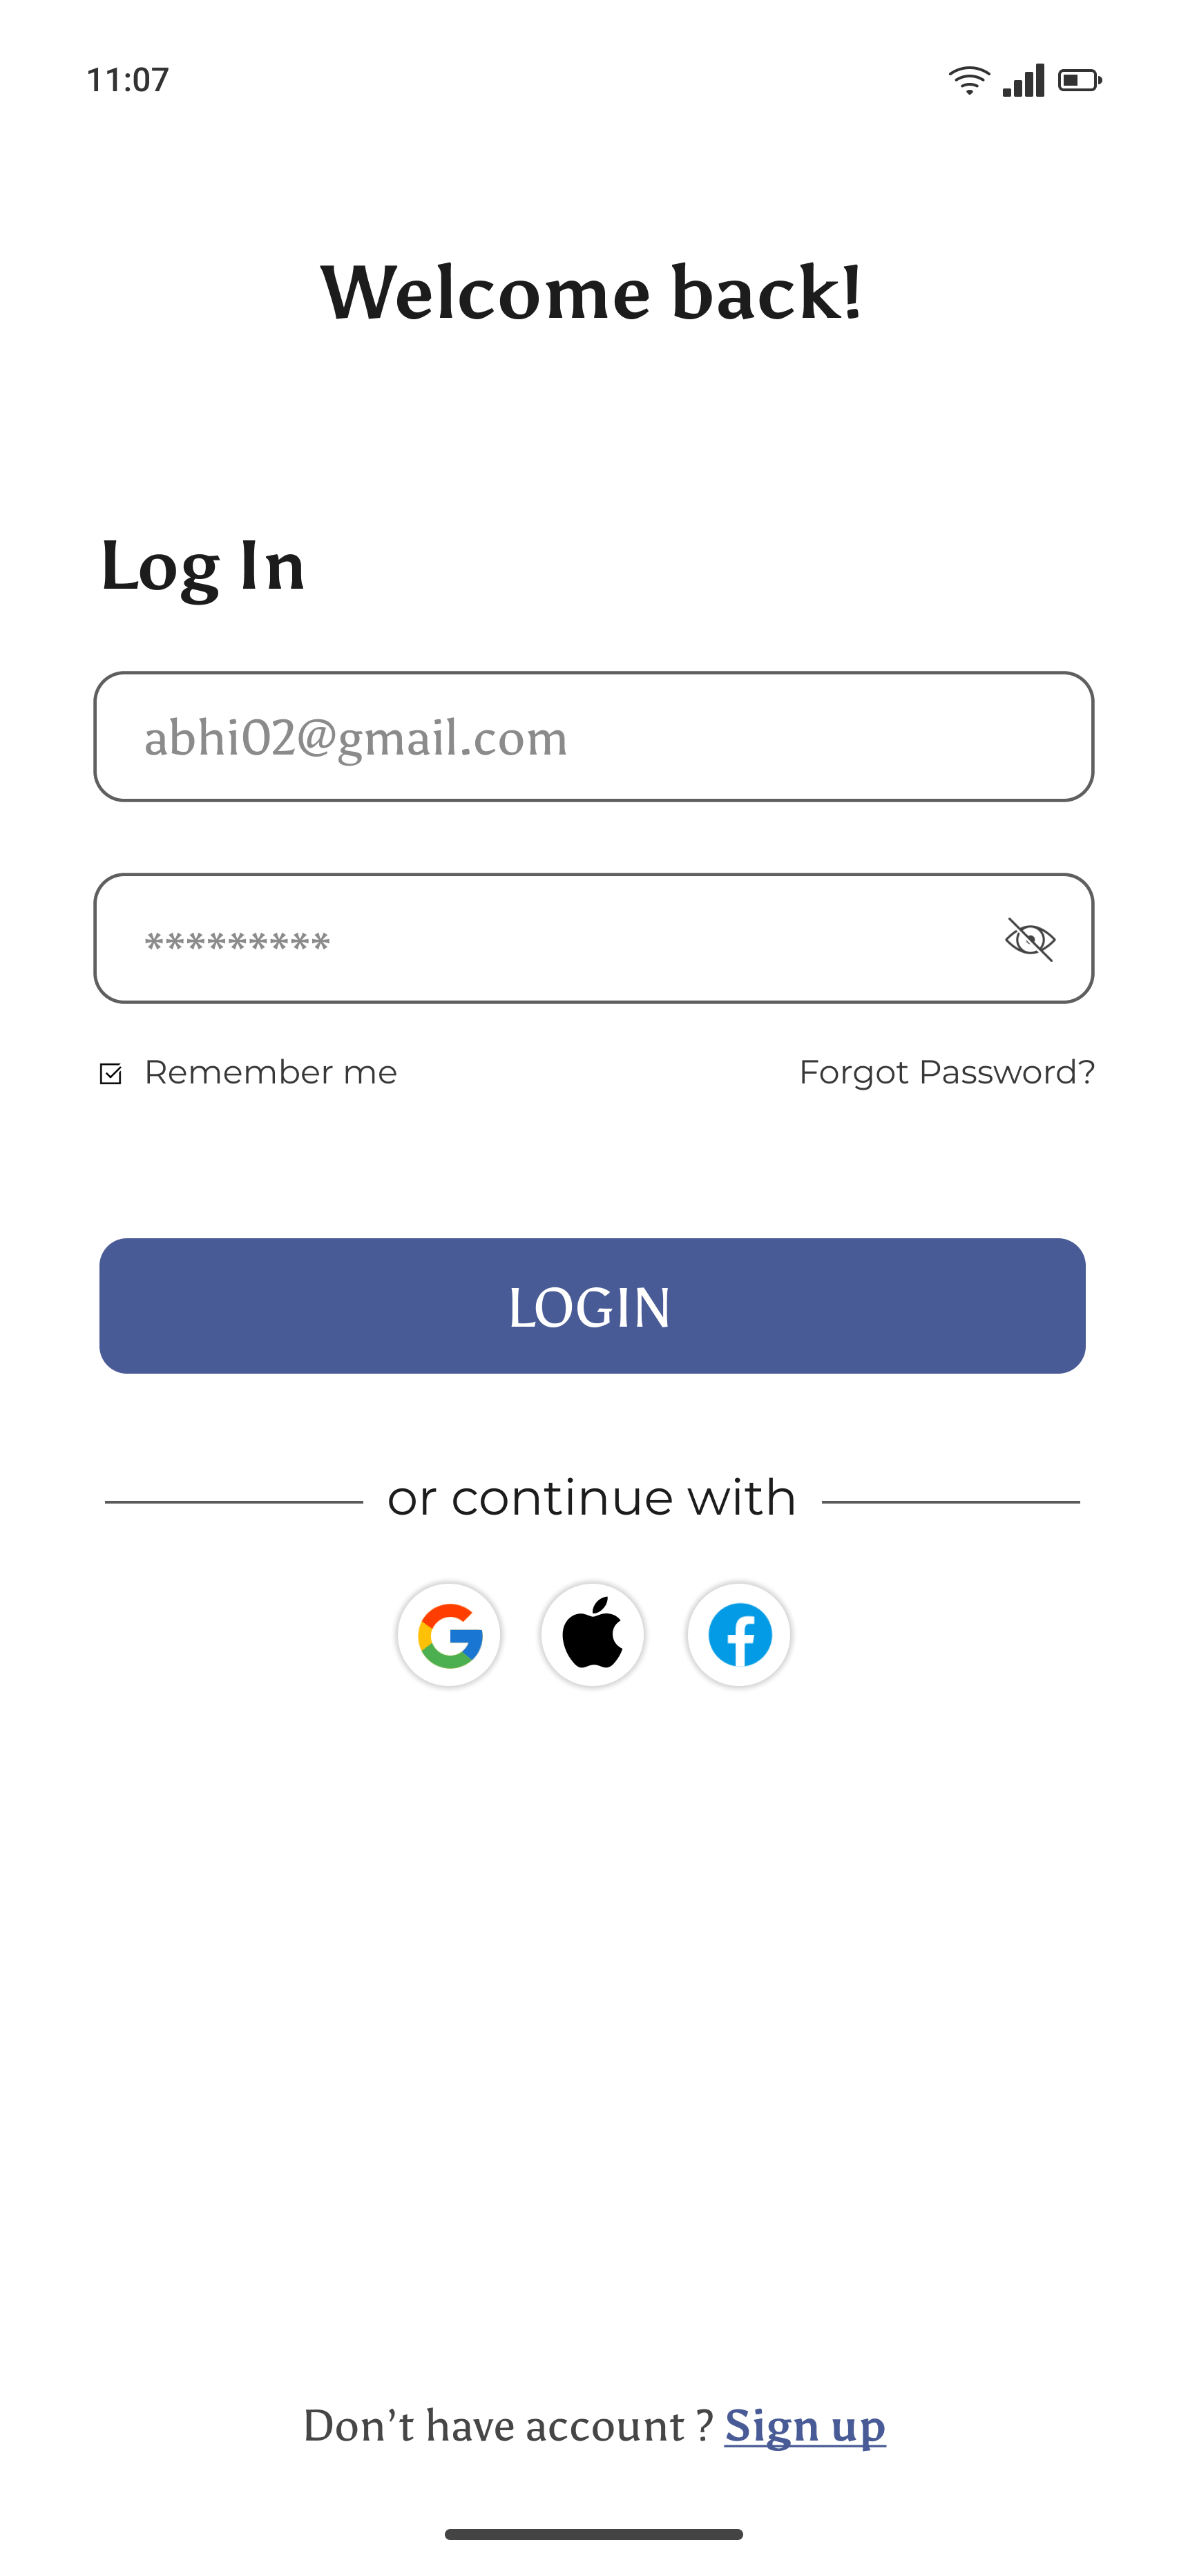 11:07
Welcome back!
Log In
abhi02@gmail.com
*********
Remember me Forgot Password?
LOGIN
or continue with
Don’t have account ? Sign up